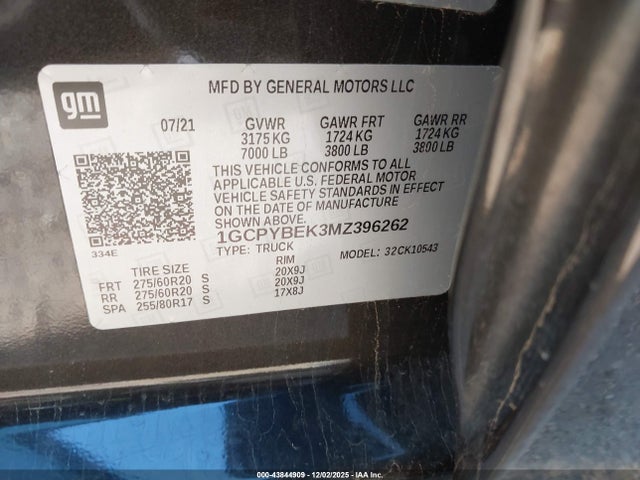 gm
MFD BY GENERAL MOTORS LLC
07/21 GVWR GAWR FRT GAWR RR
3175 KG 1724 KG 1724 KG
7000 LB 3800 LB 3800 LB
THIS VEHICLE CONFORMS TO ALL
APPLICABLE U.S. FEDERAL MOTOR
VEHICLE SAFETY STANDARDS IN EFFECT
ON THE DATE OF MANUFACTURE
SHOWN ABOVE.
1GCPYBEK3MZ396262
334E
TYPE: TRUCK MODEL: 32CK10543
TIRE SIZE RIM
FRT 275/60R20 S 20X9J
RR 275/60R20 S 20X9J
SPA 255/80R17 S 17X8J
000-43844909 - 12/02/2025 - IAA Inc.